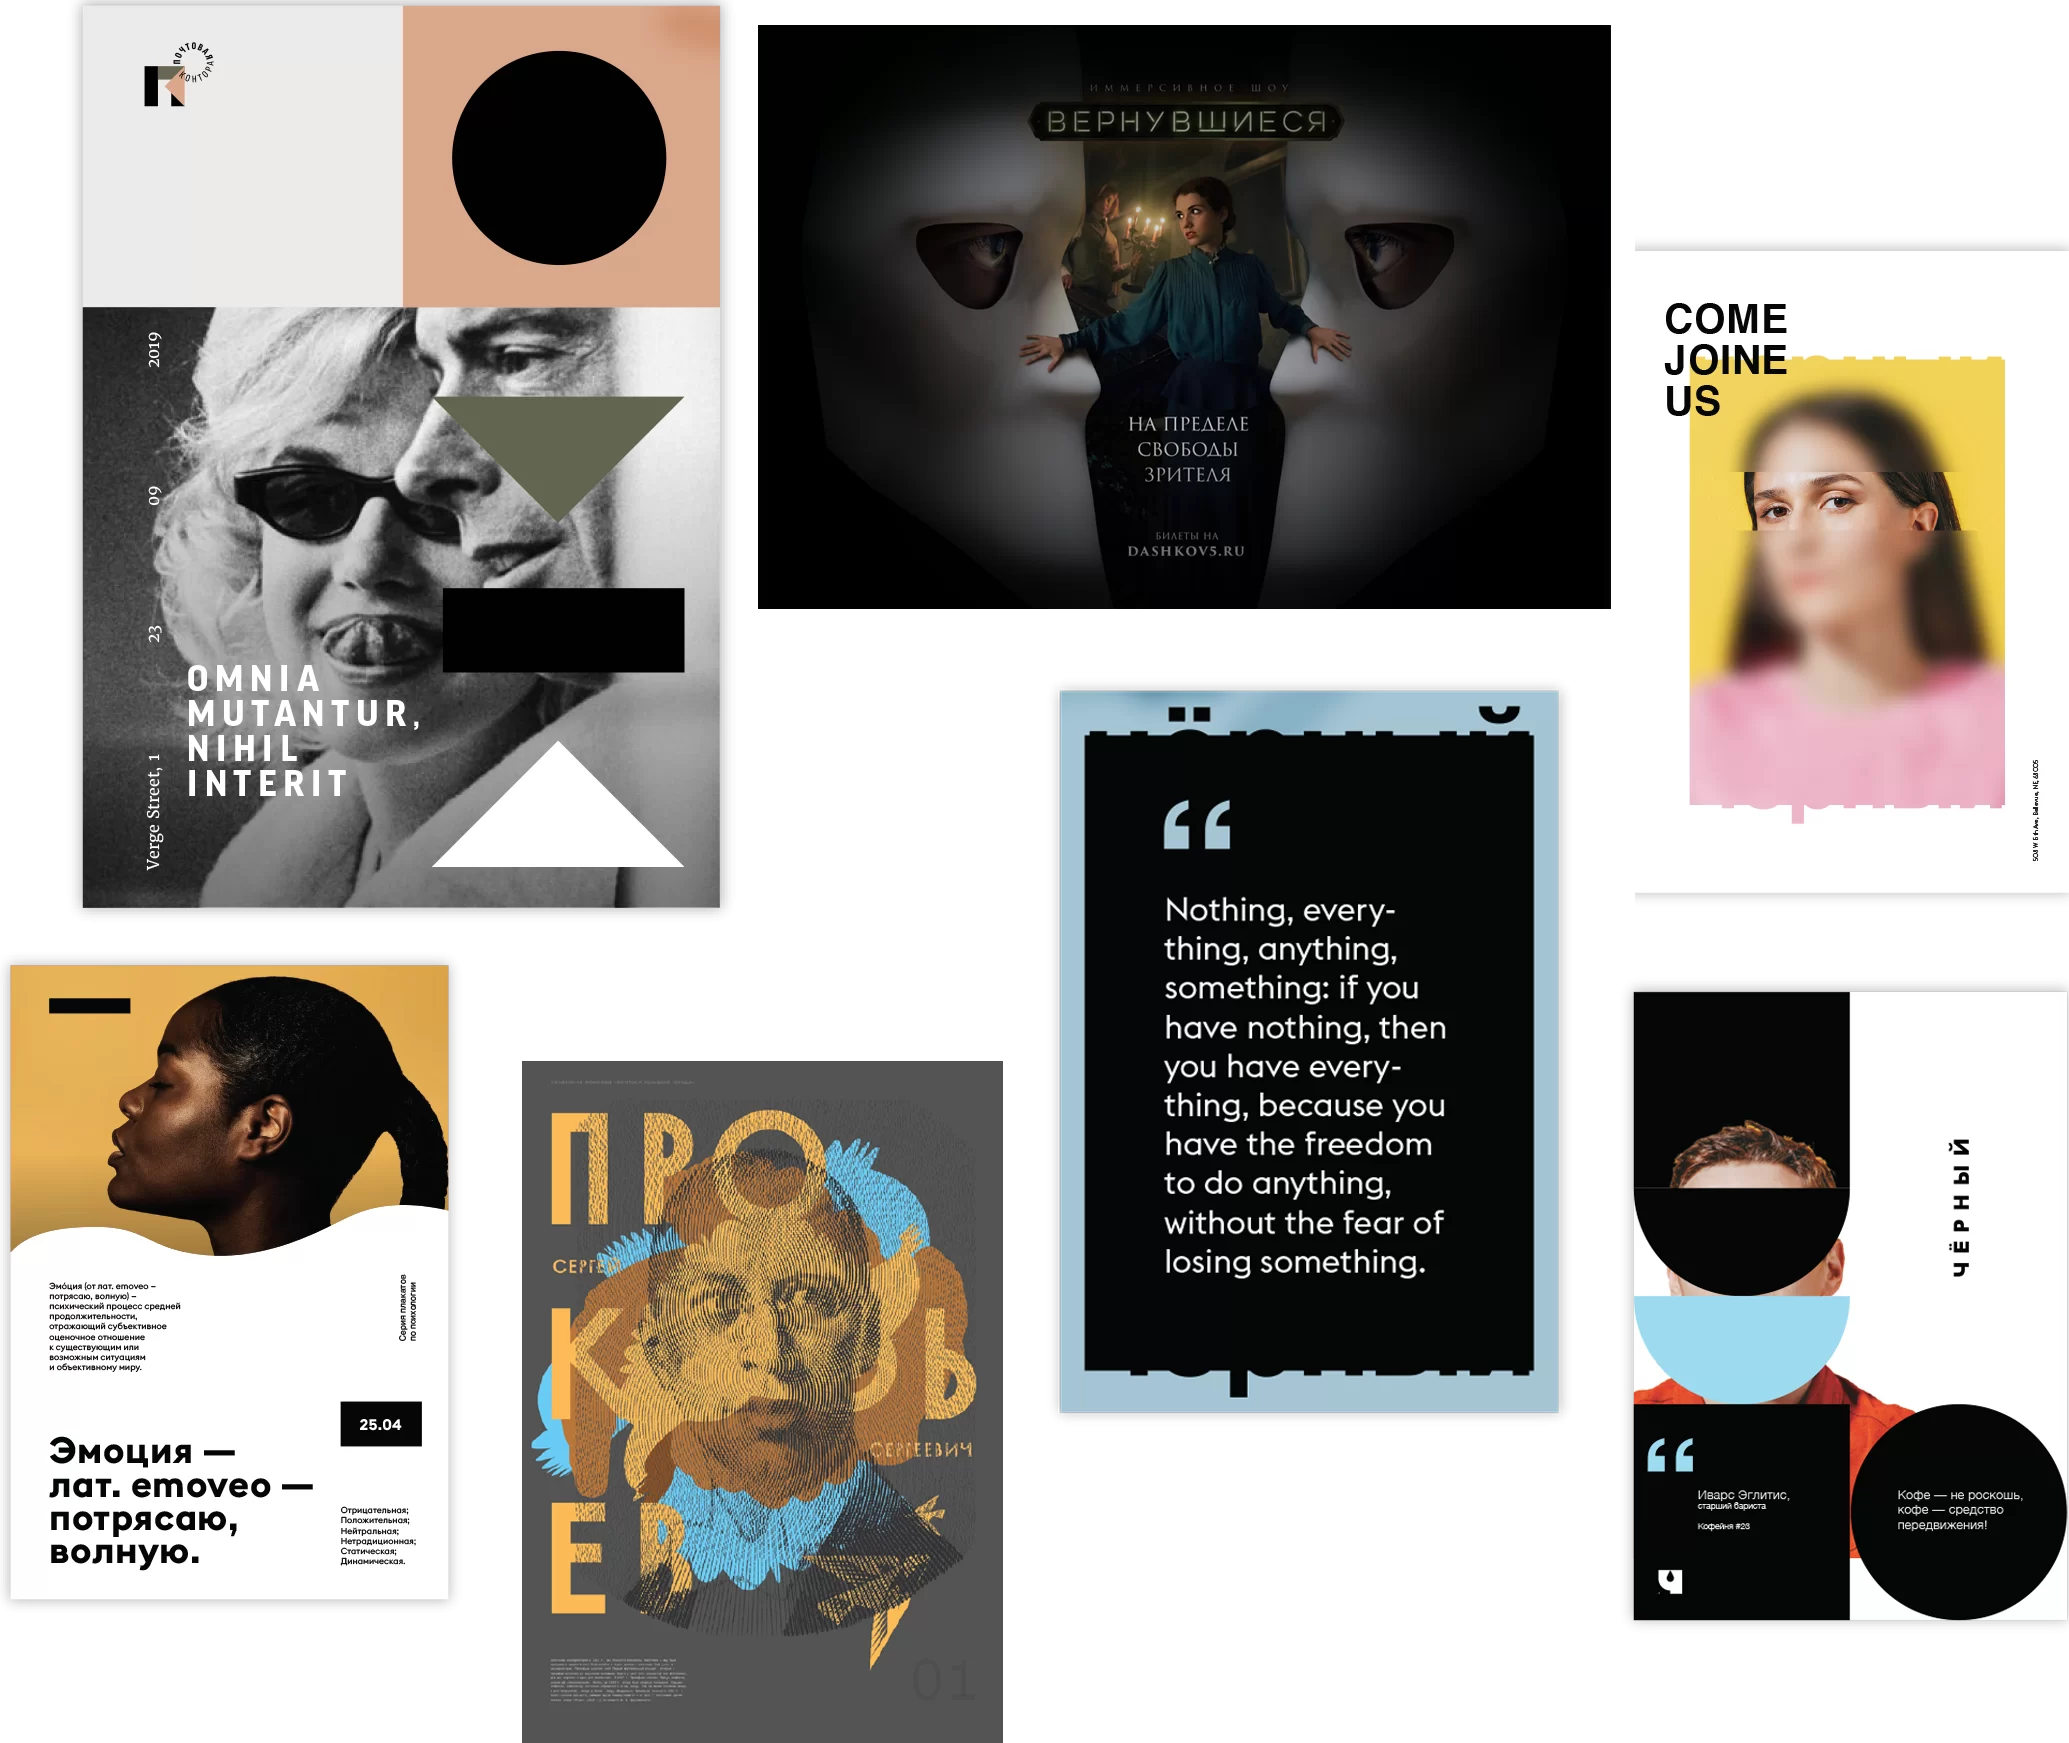 ПОЧТОВАЯ
КОНТОРА
2019
09
23
Verge Street, 1
OMNIA
MUTANTUR,
NIHIL
INTERIT
ИММЕРСИВНОЕ ШОУ
ВЕРНУВШИЕСЯ
НА ПРЕДЕЛЕ
СВОБОДЫ
ЗРИТЕЛЯ
БИЛЕТЫ НА
DASHKOV5.RU
COME
JOINE
US
“
Nothing, every-
thing, anything,
something: if you
have nothing, then
you have every-
thing, because you
have the freedom
to do anything,
without the fear of
losing something.
Эмо́ция (от лат. emoveo –
потрясаю, волную) –
психический процесс средней
продолжительности,
отражающий субъективное
оценочное отношение
к существующим или
возможным ситуациям
и объективному миру.
Серия плакатов
по психологии
25.04
Эмоция —
лат. emoveo —
потрясаю,
волную.
Отрицательная;
Положительная;
Нейтральная;
Нетрадиционная;
Статическая;
Динамическая.
ПРО
СЕРГЕЙ
КОФЬ
СЕРГЕЕВИЧ
ЕВ
01
ЧЁРНЫЙ
“
Иварс Эглитис,
старший бариста
Кофейня #26
Кофе — не роскошь,
кофе — средство
передвижения!